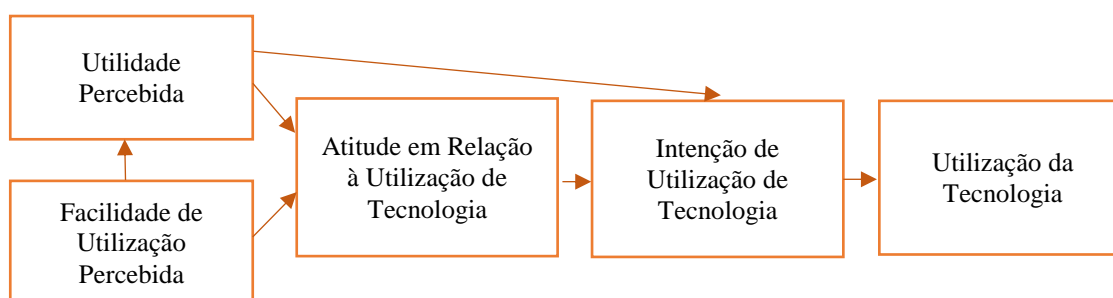 Utilidade
Percebida
Facilidade de
Utilização
Percebida
Atitude em Relação
à Utilização de
Tecnologia
Intenção de
Utilização de
Tecnologia
Utilização da
Tecnologia